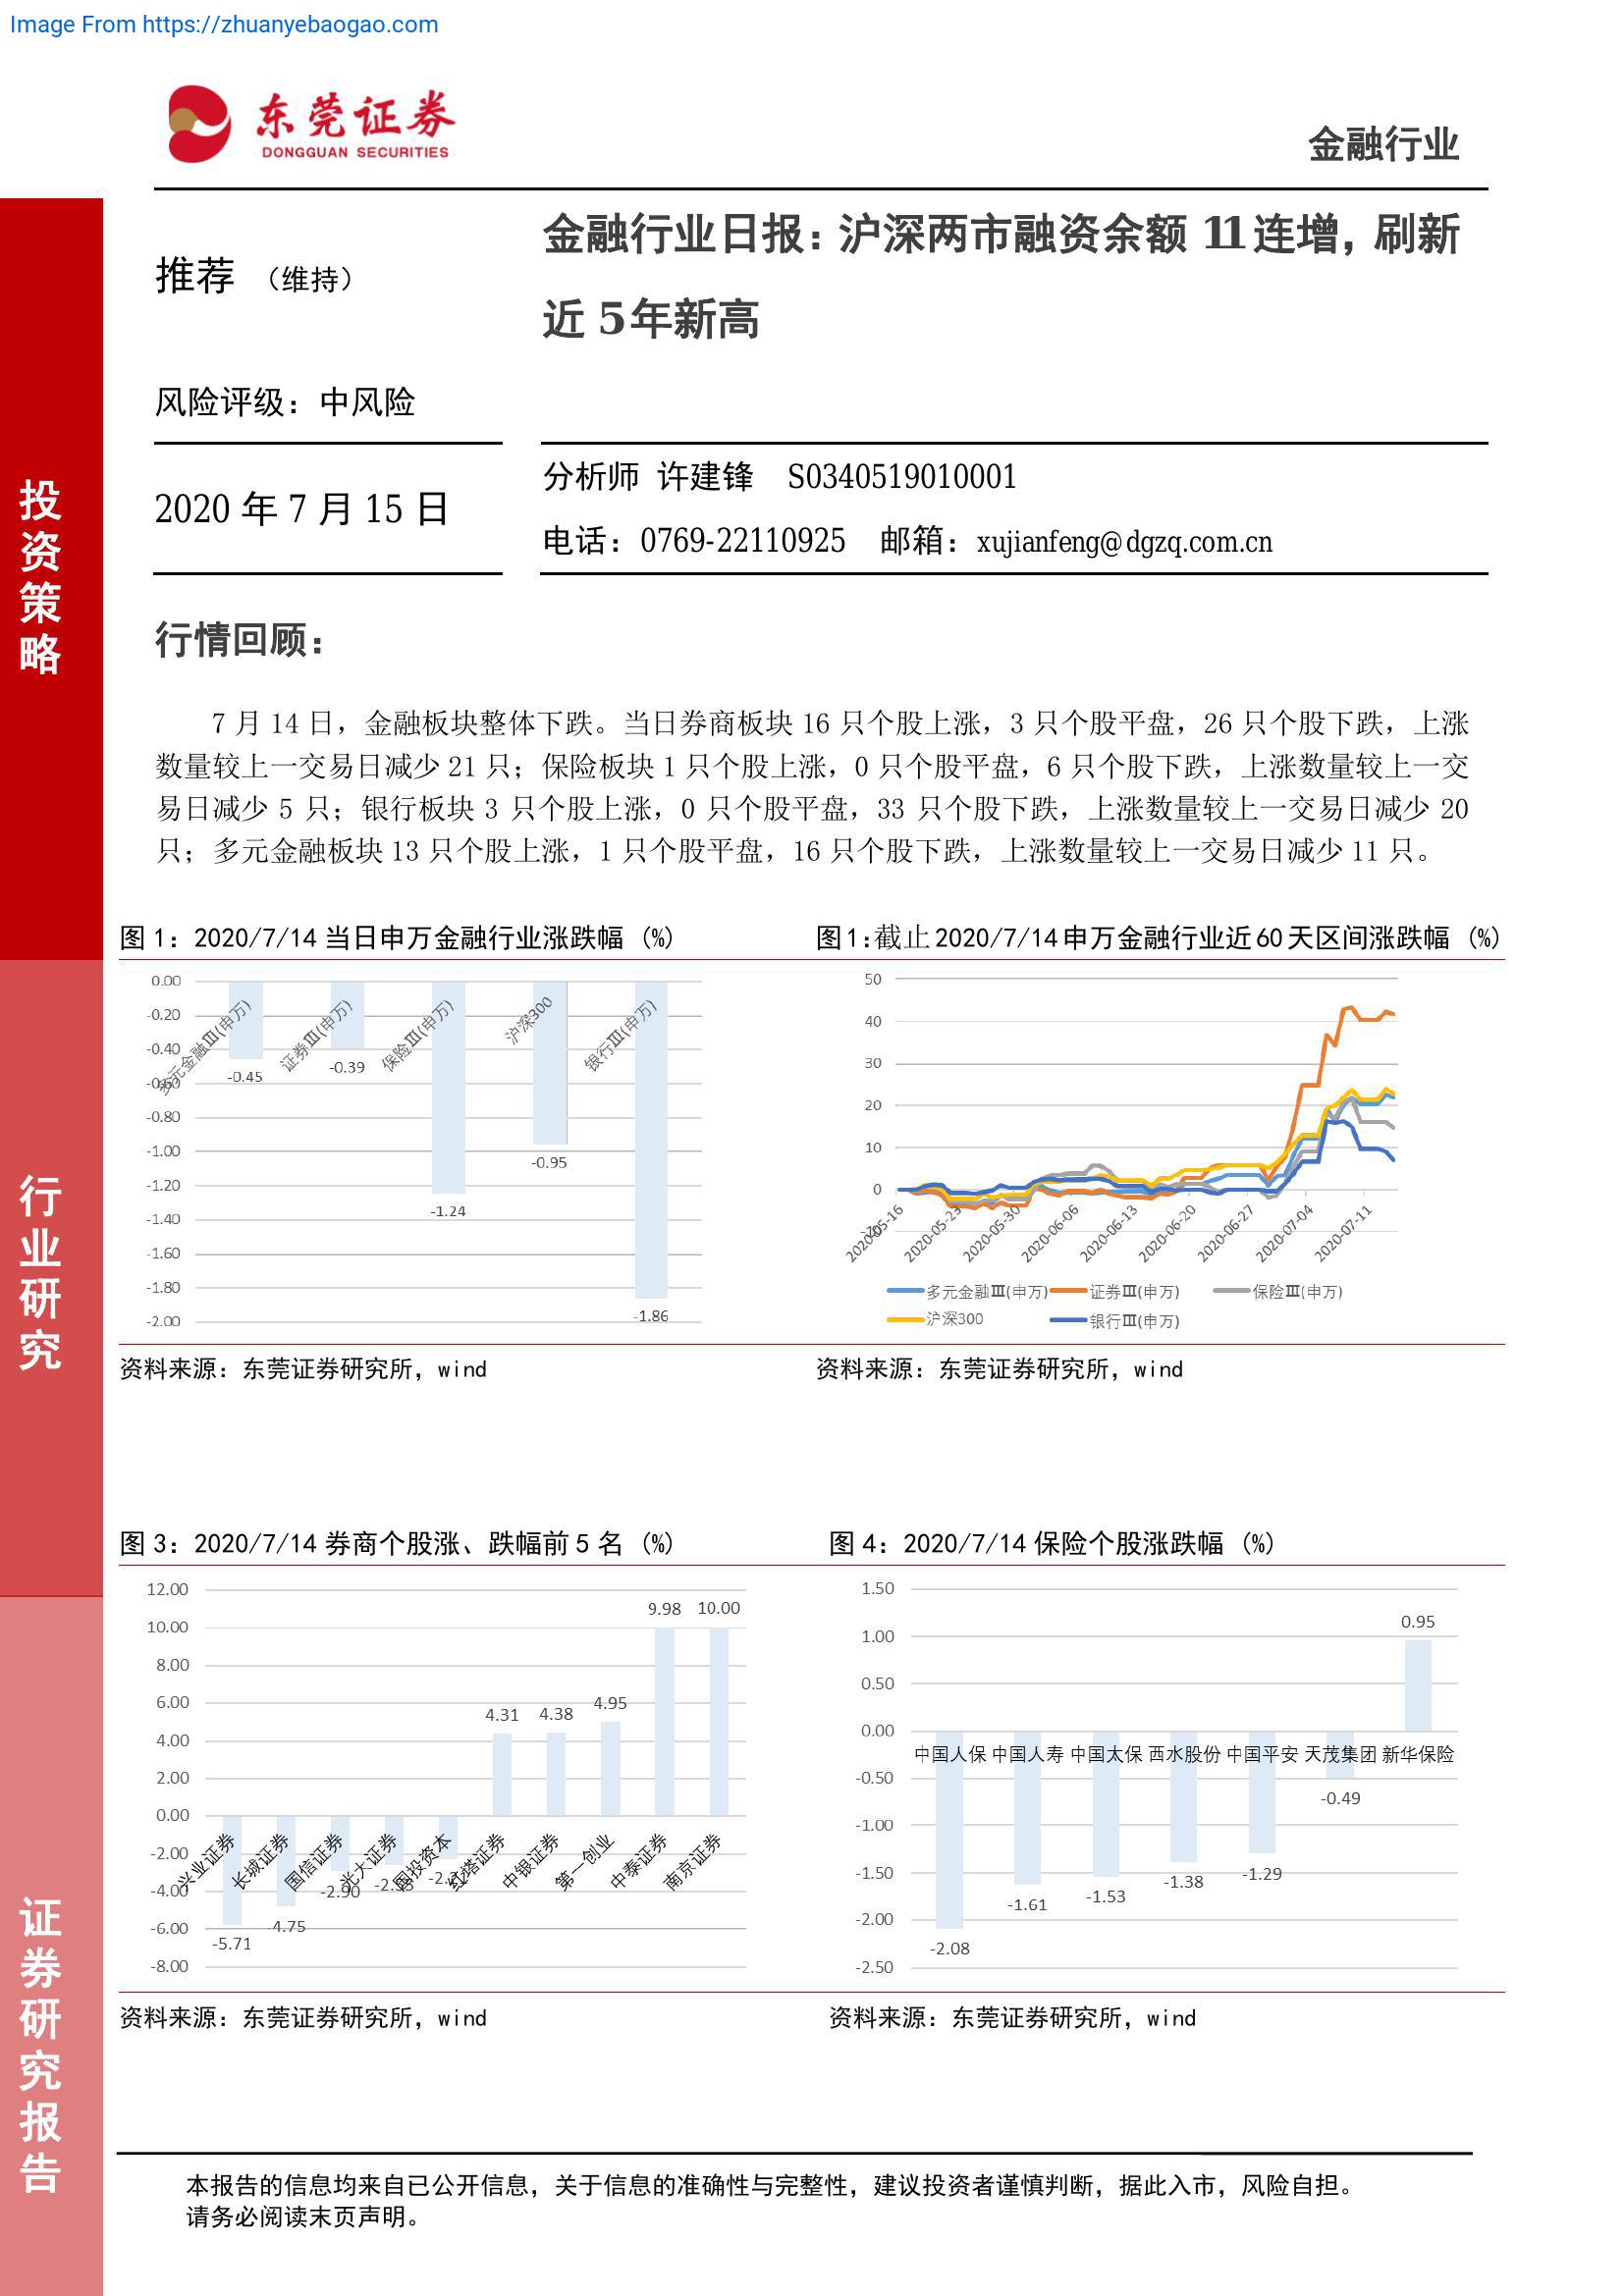 Image From https://zhuanyebaogao.com
东莞证券
DONGGUAN SECURITIES
金融行业
投资策略
行业研究
证券研究报告
推荐 （维持）
风险评级：中风险
2020 年 7 月 15 日
金融行业日报：沪深两市融资余额 11 连增，刷新
近 5 年新高
分析师 许建锋 S0340519010001
电话：0769-22110925 邮箱：xujianfeng@dgzq.com.cn
行情回顾：
7 月 14 日，金融板块整体下跌。当日券商板块 16 只个股上涨，3 只个股平盘，26 只个股下跌，上涨
数量较上一交易日减少 21 只；保险板块 1 只个股上涨，0 只个股平盘，6 只个股下跌，上涨数量较上一交
易日减少 5 只；银行板块 3 只个股上涨，0 只个股平盘，33 只个股下跌，上涨数量较上一交易日减少 20
只；多元金融板块 13 只个股上涨，1 只个股平盘，16 只个股下跌，上涨数量较上一交易日减少 11 只。
图 1：2020/7/14 当日申万金融行业涨跌幅 (%)
0.00
-0.20
-0.40
-0.60
-0.80
-1.00
-1.20
-1.40
-1.60
-1.80
-2.00
多元金融Ⅲ(申万)
证券Ⅲ(申万)
保险Ⅲ(申万)
沪深300
银行Ⅲ(申万)
-0.45
-0.39
-1.24
-0.95
-1.86
资料来源：东莞证券研究所，wind
图 1：截止 2020/7/14 申万金融行业近 60 天区间涨跌幅 (%)
50
40
30
20
10
0
-10
2020-05-16
2020-05-23
2020-05-30
2020-06-06
2020-06-13
2020-06-20
2020-06-27
2020-07-04
2020-07-11
多元金融Ⅲ(申万)
证券Ⅲ(申万)
保险Ⅲ(申万)
沪深300
银行Ⅲ(申万)
资料来源：东莞证券研究所，wind
图 3：2020/7/14 券商个股涨、跌幅前 5 名 (%)
12.00
10.00
8.00
6.00
4.00
2.00
0.00
-2.00
-4.00
-6.00
-8.00
兴业证券
长城证券
国信证券
光大证券
国投资本
红塔证券
中银证券
第一创业
中泰证券
南京证券
-5.71
-4.75
-2.90
4.31
4.38
4.95
9.98
10.00
资料来源：东莞证券研究所，wind
图 4：2020/7/14 保险个股涨跌幅 (%)
1.50
1.00
0.50
0.00
-0.50
-1.00
-1.50
-2.00
-2.50
中国人保 中国人寿 中国太保 西水股份 中国平安 天茂集团 新华保险
-2.08
-1.61
-1.53
-1.38
-1.29
-0.49
0.95
资料来源：东莞证券研究所，wind
本报告的信息均来自已公开信息，关于信息的准确性与完整性，建议投资者谨慎判断，据此入市，风险自担。
请务必阅读末页声明。